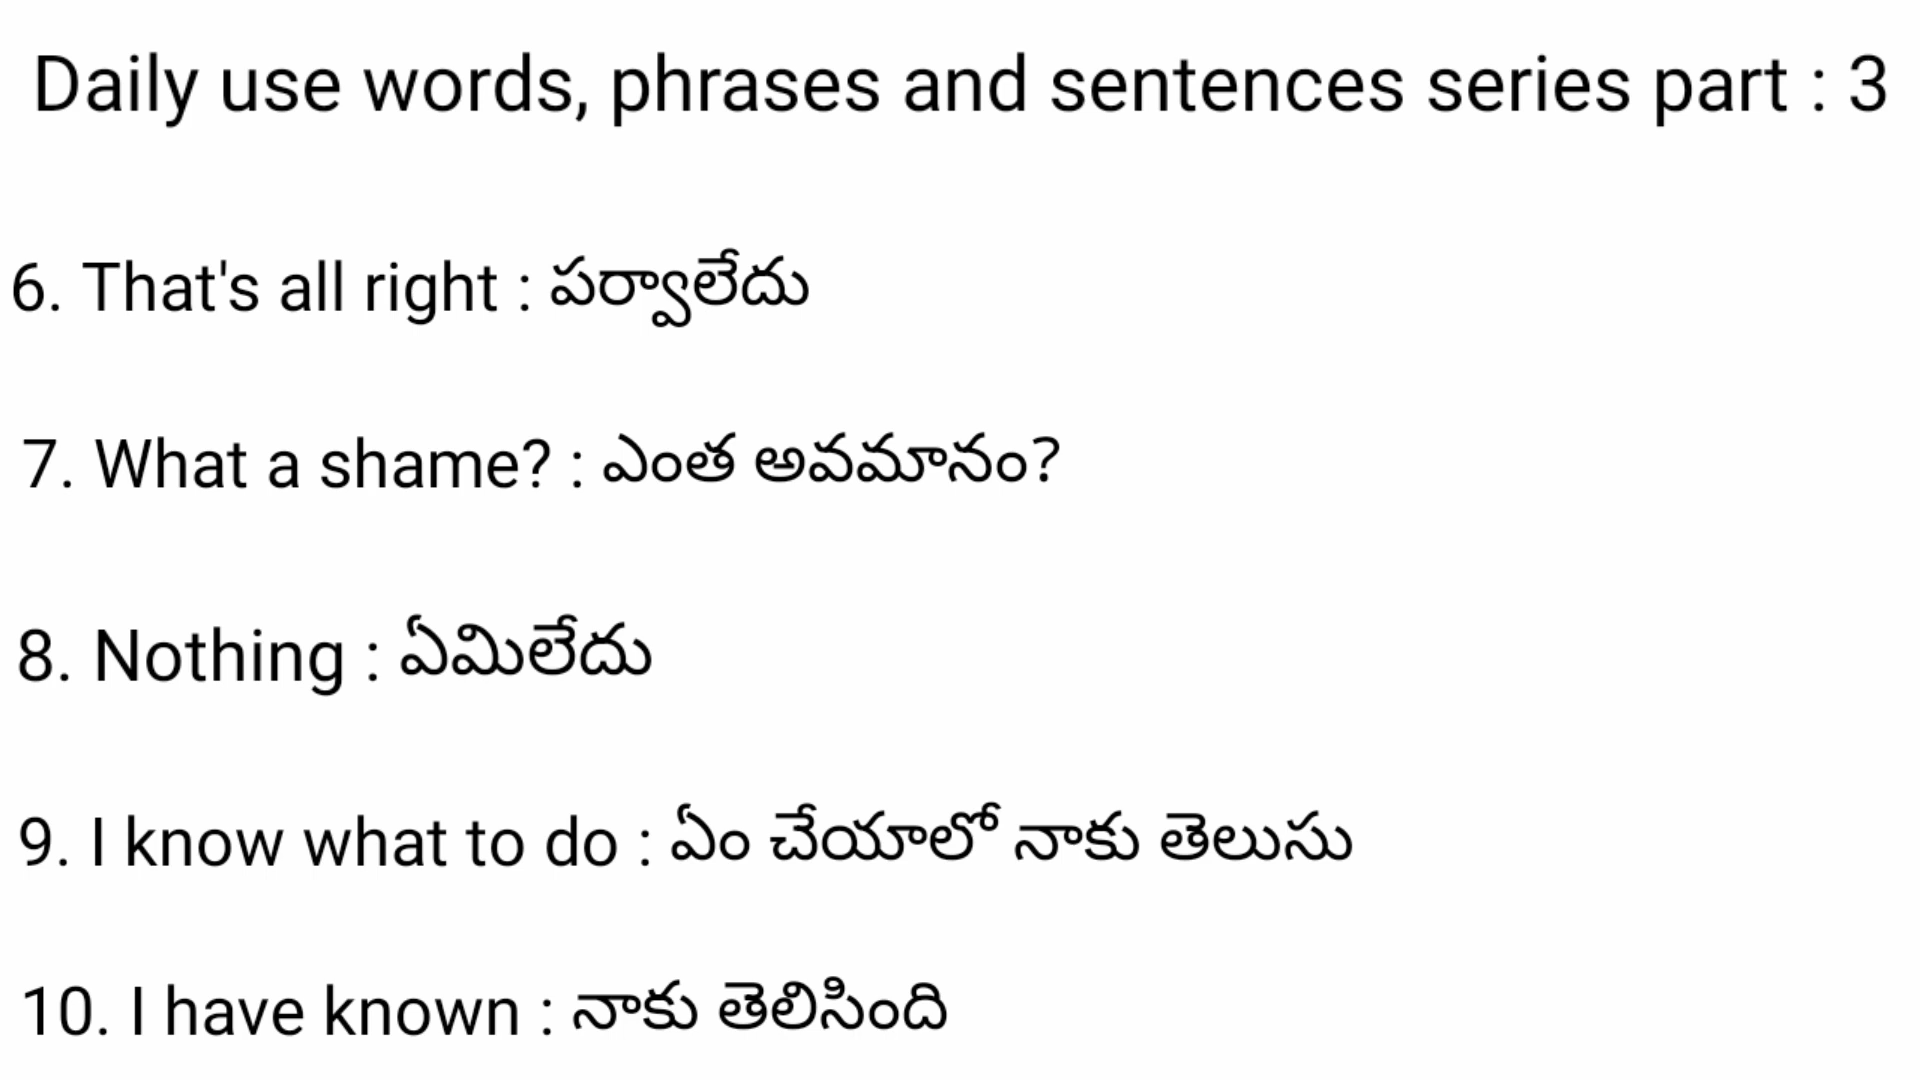 Daily use words, phrases and sentences series part : 3
6. That's all right : పర్వాలేదు
7. What a shame? : ఎంత అవమానం?
8. Nothing : ఏమిలేదు
9. I know what to do : ఏం చేయాలో నాకు తెలుసు
10. I have known : నాకు తెలిసింది